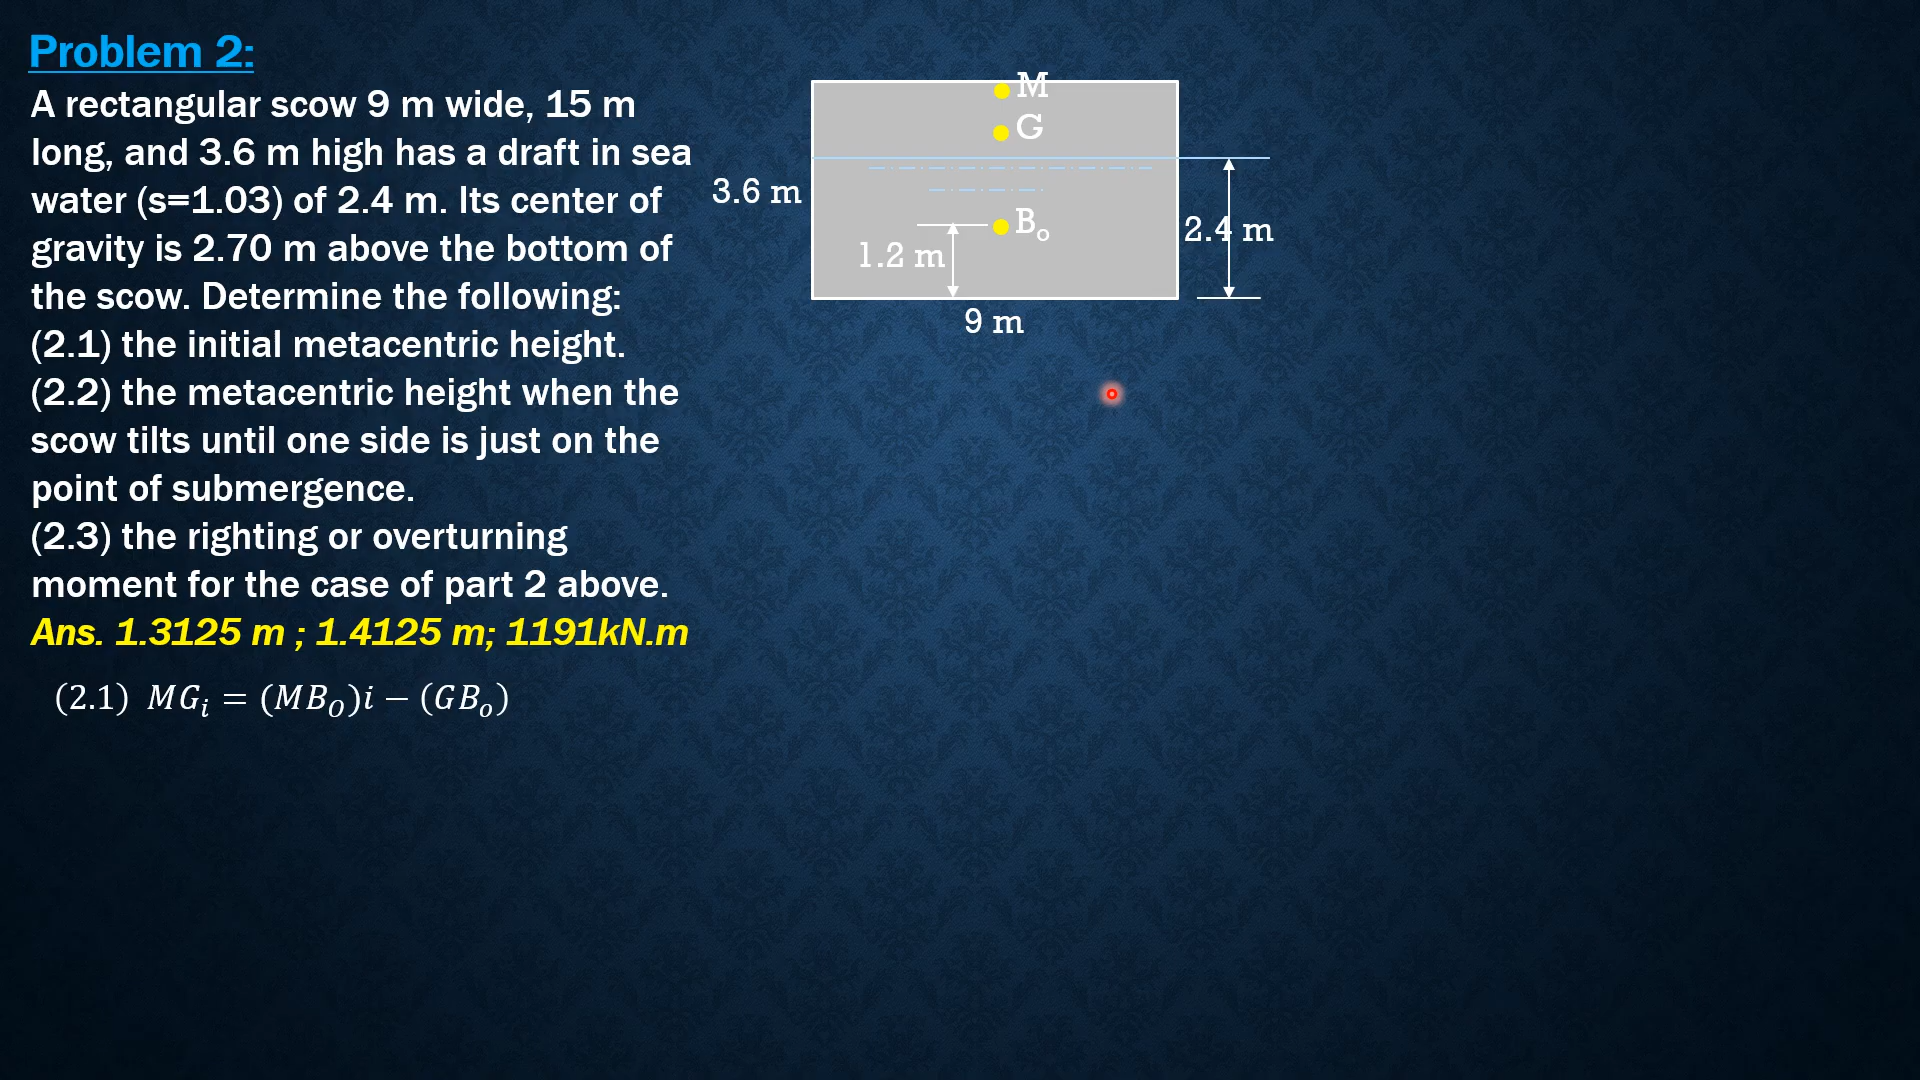 Problem 2:
A rectangular scow 9 m wide, 15 m
long, and 3.6 m high has a draft in sea
water (s=1.03) of 2.4 m. Its center of
gravity is 2.70 m above the bottom of
the scow. Determine the following:
(2.1) the initial metacentric height.
(2.2) the metacentric height when the
scow tilts until one side is just on the
point of submergence.
(2.3) the righting or overturning
moment for the case of part 2 above.
Ans. 1.3125 m ; 1.4125 m; 1191kN.m
(2.1) MGᵢ = (MB_O)i − (GBₒ)
M
G
3.6 m
Bₒ
2.4 m
1.2 m
9 m